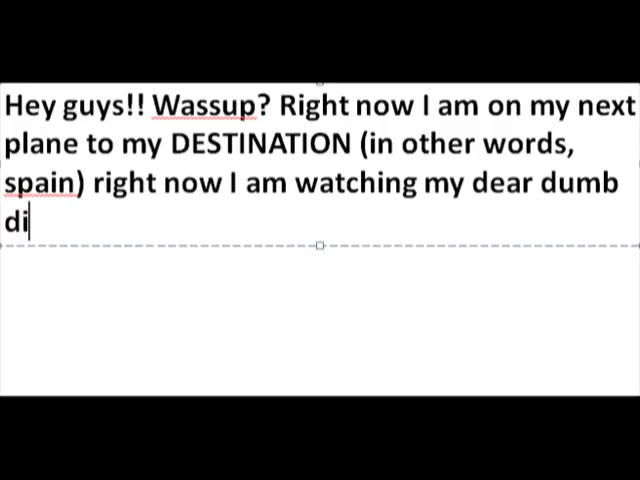 Hey guys!! Wassup? Right now I am on my next
plane to my DESTINATION (in other words,
spain) right now I am watching my dear dumb
di